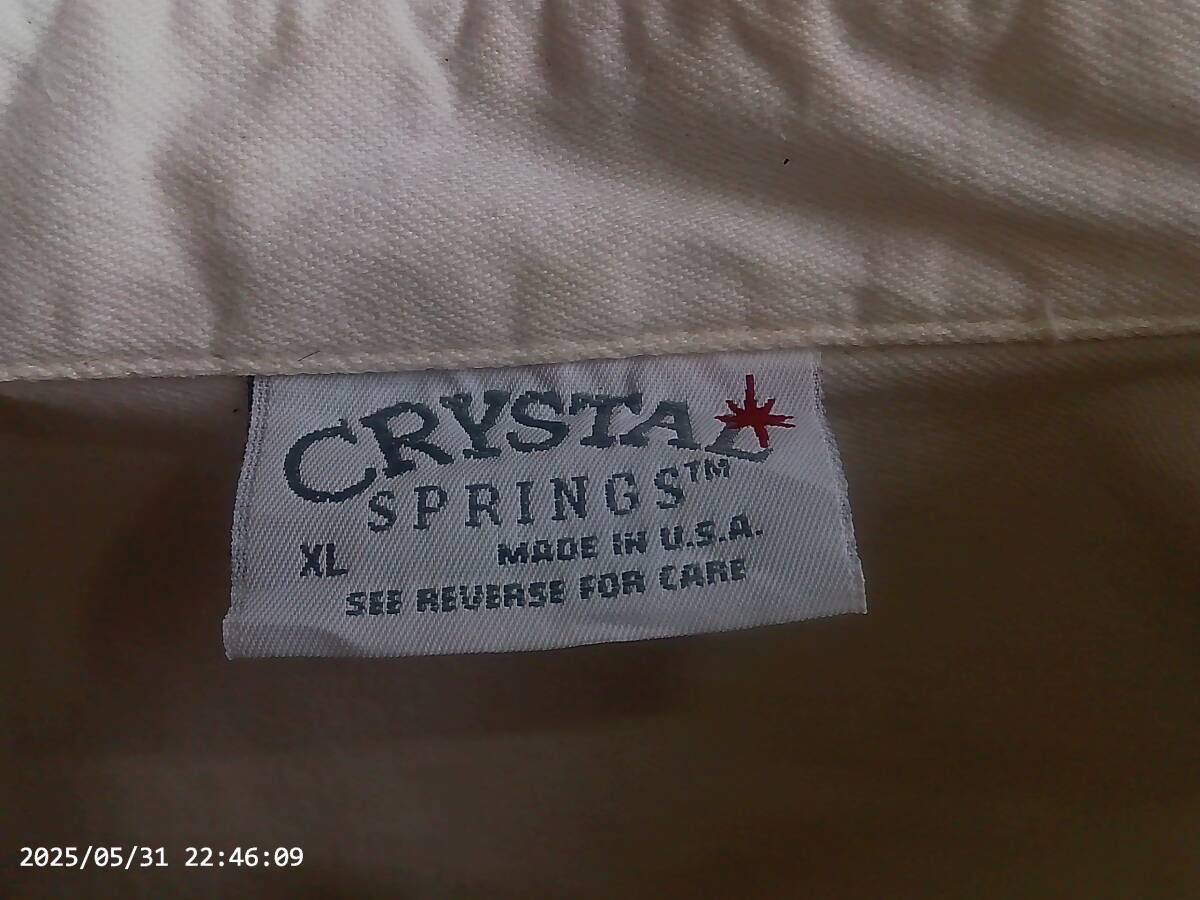 CRYSTAL
SPRINGS™
XL MADE IN U.S.A.
SEE REVERSE FOR CARE
2025/05/31 22:46:09